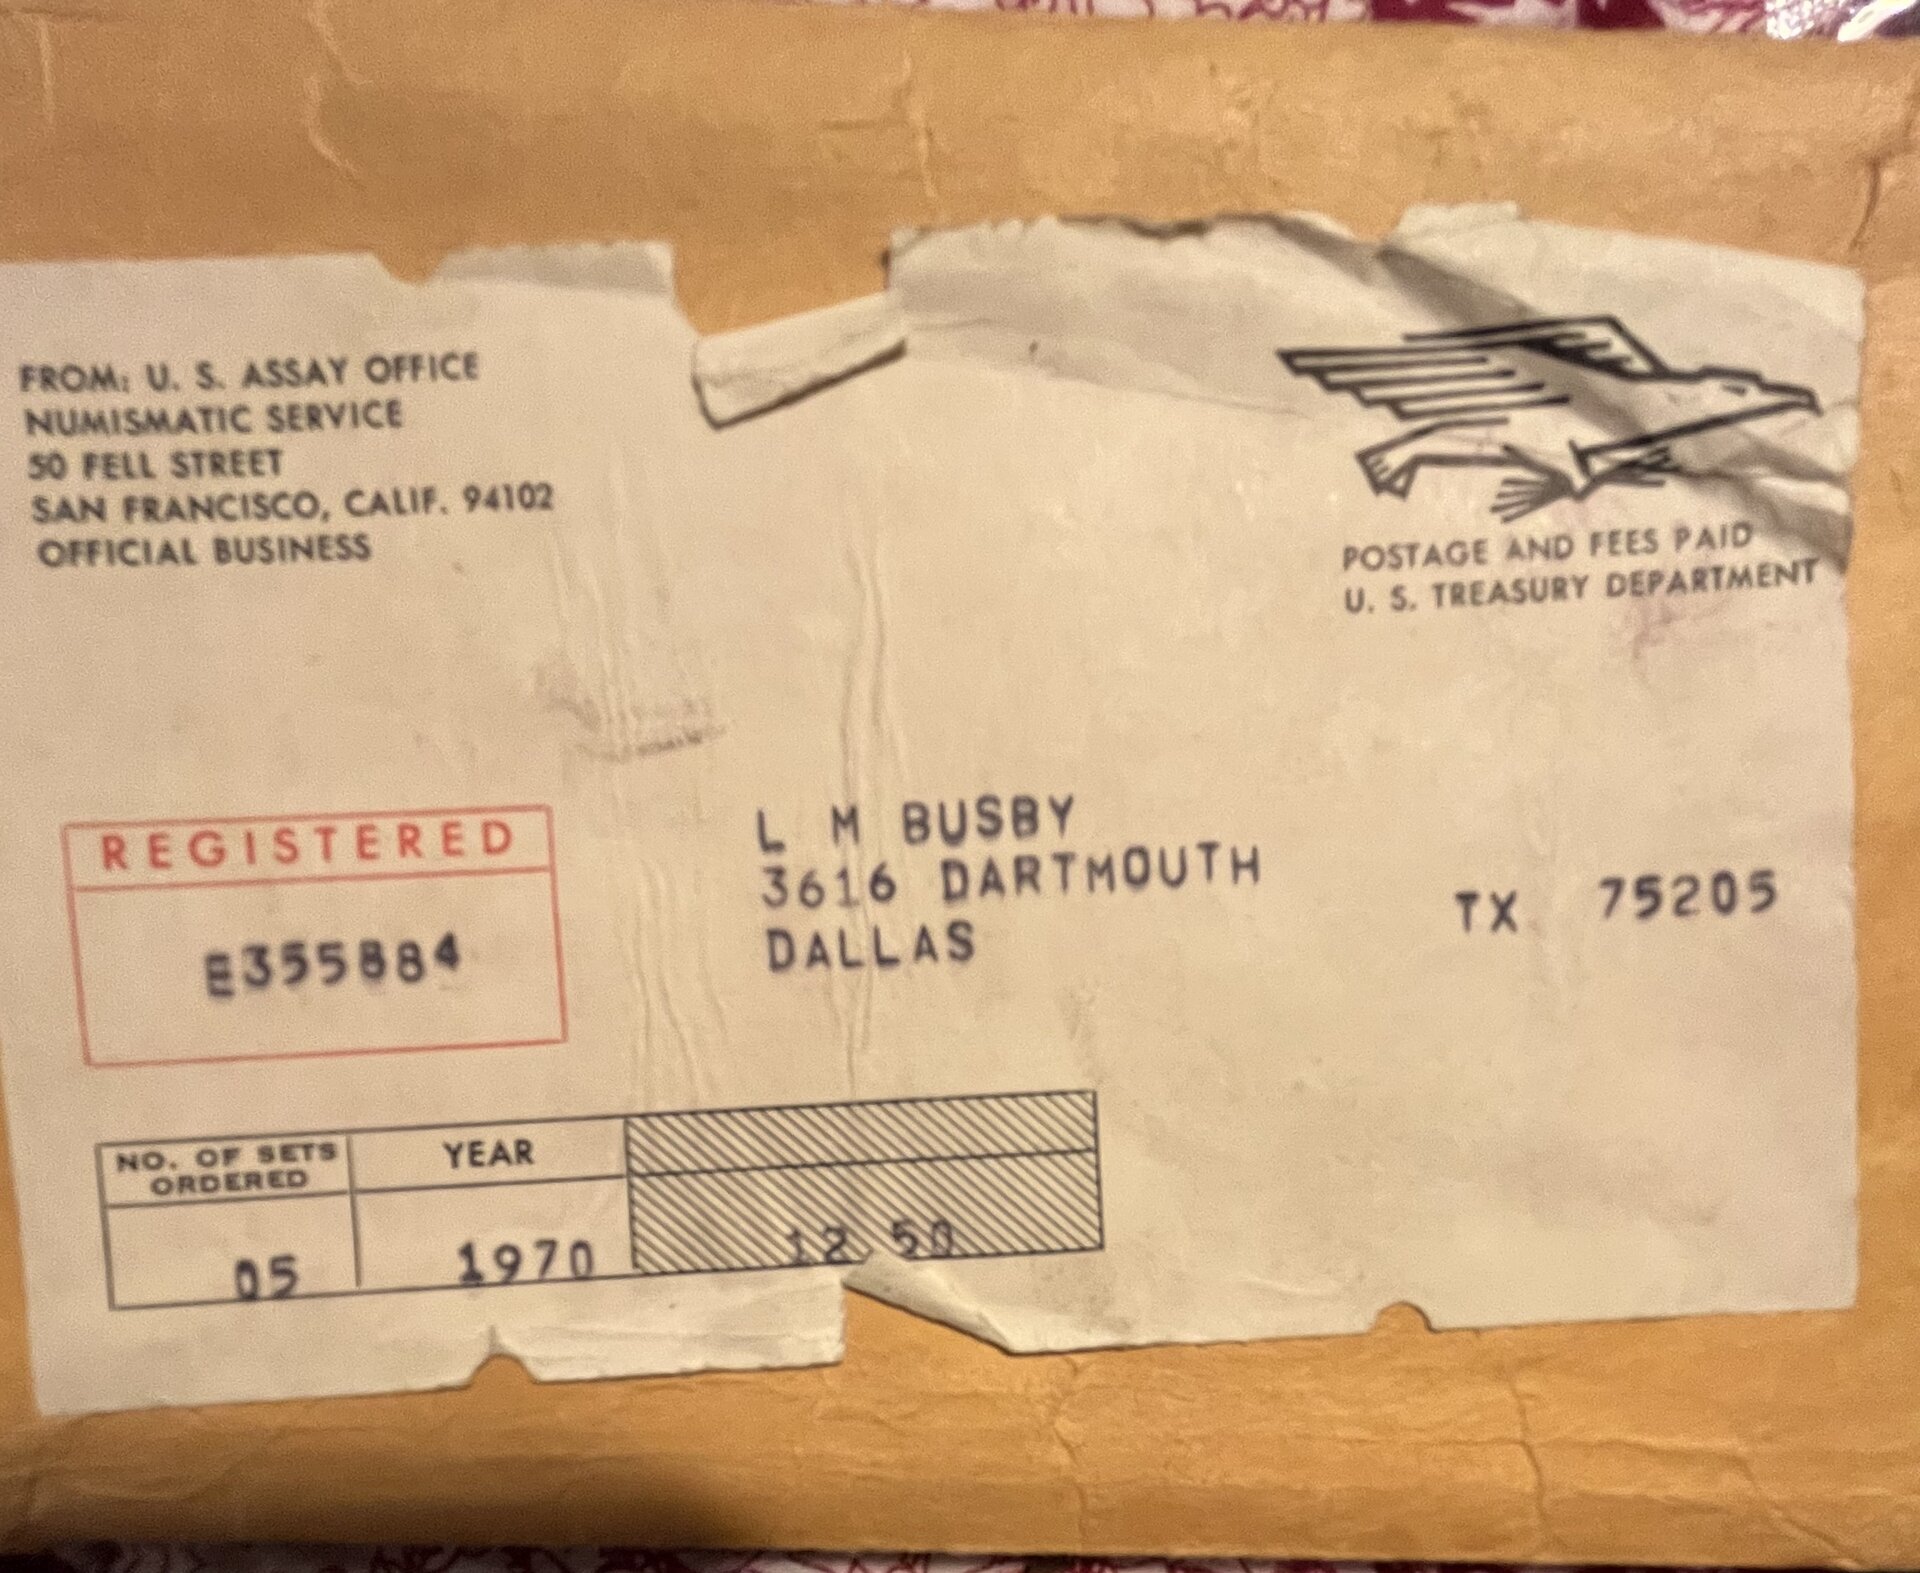 FROM: U. S. ASSAY OFFICE
NUMISMATIC SERVICE
50 FELL STREET
SAN FRANCISCO, CALIF. 94102
OFFICIAL BUSINESS
POSTAGE AND FEES PAID
U. S. TREASURY DEPARTMENT
REGISTERED
E355884
L M BUSBY
3616 DARTMOUTH
DALLAS TX 75205
NO. OF SETS ORDERED YEAR
05 1970 12 50